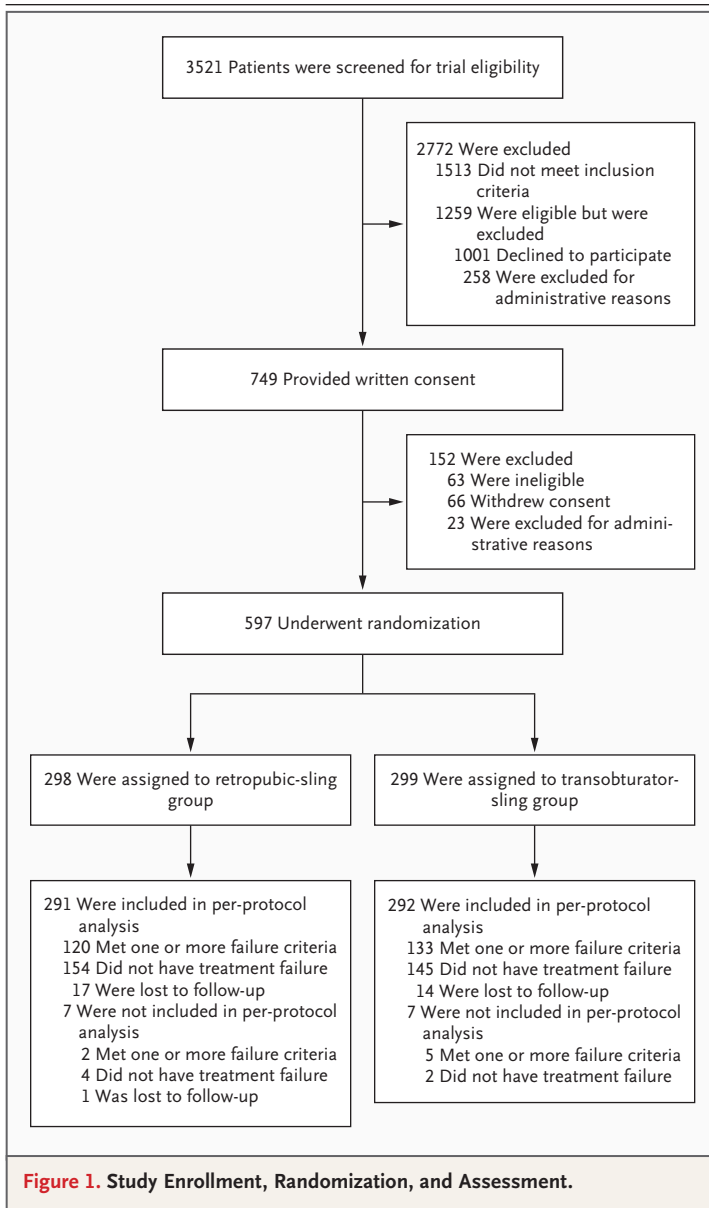 3521 Patients were screened for trial eligibility
2772 Were excluded
1513 Did not meet inclusion
criteria
1259 Were eligible but were
excluded
1001 Declined to participate
258 Were excluded for
administrative reasons
749 Provided written consent
152 Were excluded
63 Were ineligible
66 Withdrew consent
23 Were excluded for admini-
strative reasons
597 Underwent randomization
298 Were assigned to retropubic-sling
group
299 Were assigned to transobturator-
sling group
291 Were included in per-protocol
analysis
120 Met one or more failure criteria
154 Did not have treatment failure
17 Were lost to follow-up
7 Were not included in per-protocol
analysis
2 Met one or more failure criteria
4 Did not have treatment failure
1 Was lost to follow-up
292 Were included in per-protocol
analysis
133 Met one or more failure criteria
145 Did not have treatment failure
14 Were lost to follow-up
7 Were not included in per-protocol
analysis
5 Met one or more failure criteria
2 Did not have treatment failure
Figure 1. Study Enrollment, Randomization, and Assessment.